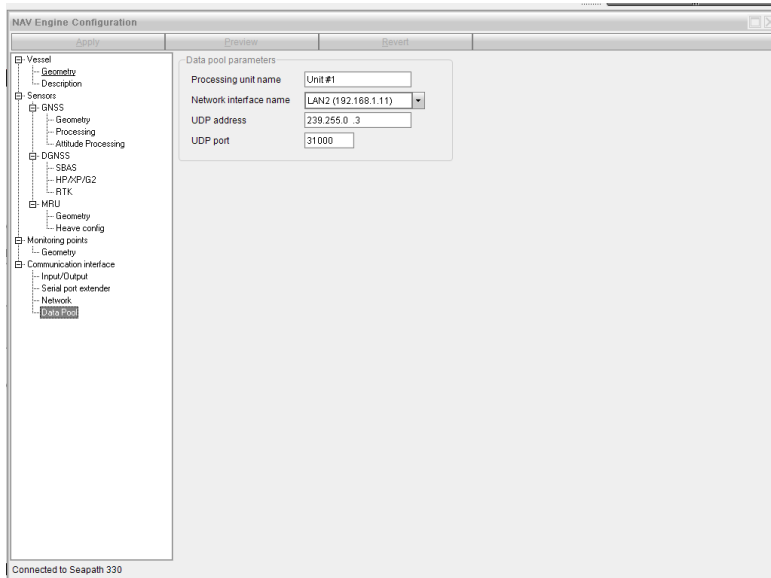 NAV Engine Configuration
Apply Preview Revert
Vessel
Geometry
Description
Sensors
GNSS
Geometry
Processing
Attitude Processing
DGNSS
SBAS
HP/XP/G2
RTK
MRU
Geometry
Heave config
Monitoring points
Geometry
Communication interface
Input/Output
Serial port extender
Network
Data Pool
Data pool parameters
Processing unit name Unit #1
Network interface name LAN2 (192.168.1.11)
UDP address 239.255.0 .3
UDP port 31000
Connected to Seapath 330